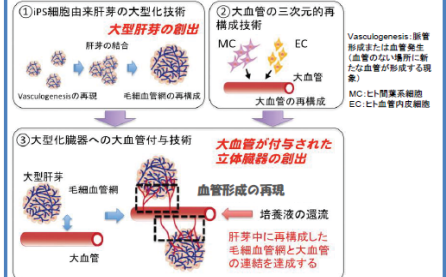 ①iPS細胞由来肝芽の大型化技術
大型肝芽の創出
肝芽の結合
Vasculogenesisの再現
毛細血管網の再構成
②大血管の三次元的再
構成技術
MC
EC
大血管
大血管の再構成
Vasculogenesis:脈管
形成または血管発生
(血管のない場所に新
たな血管が形成する現
象)
MC:ヒト間葉系細胞
EC:ヒト血管内皮細胞
③大型化臓器への大血管付与技術
大血管が付与された
立体臓器の創出
大型肝芽
毛細血管網
血管形成の再現
培養液の還流
大血管
肝芽中に再構成した
毛細血管網と大血管
の連結を達成する